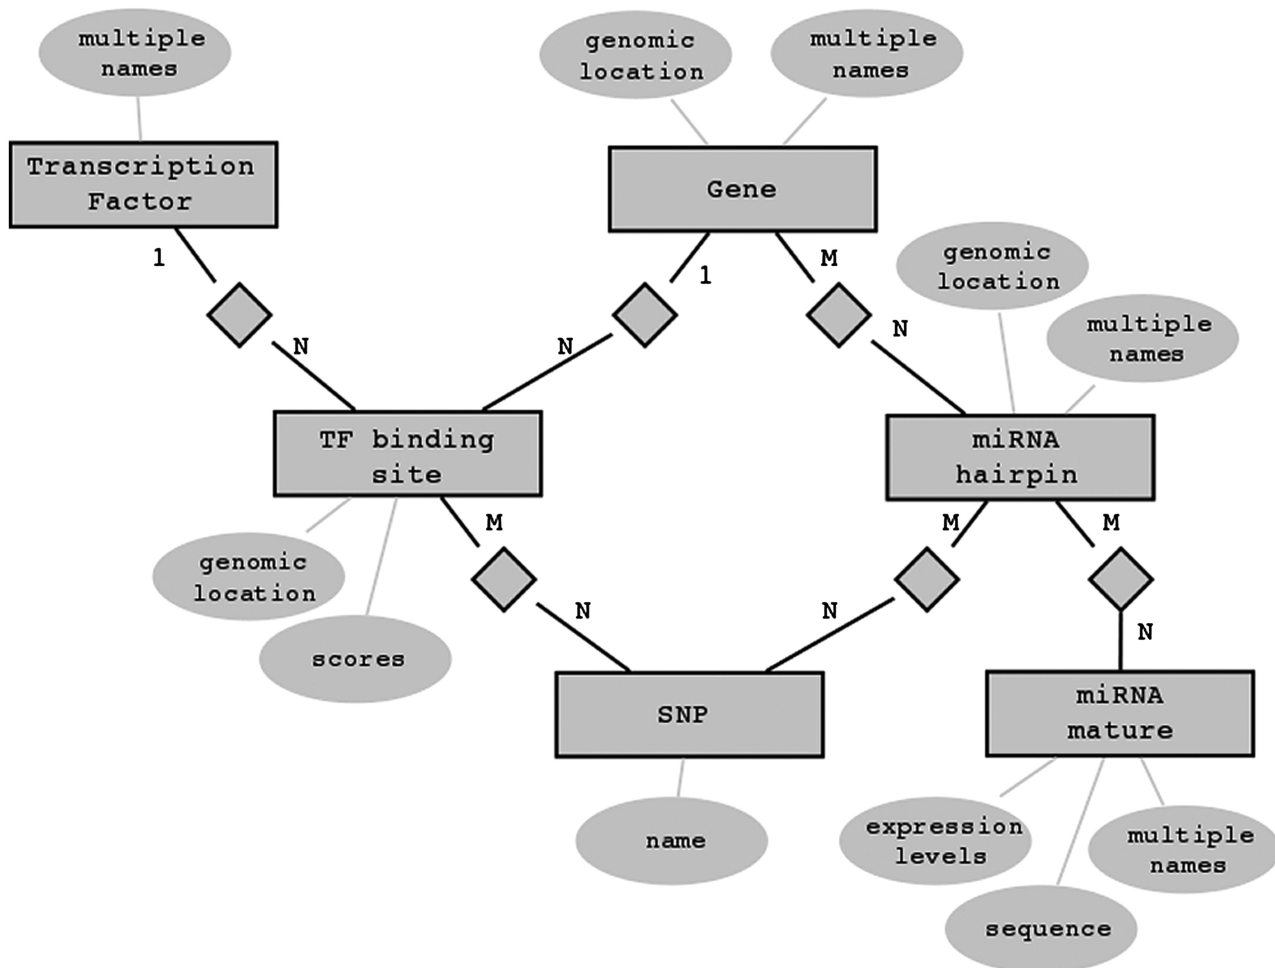 multiple
names
genomic
location
multiple
names
Transcription
Factor
Gene
1
1
M
genomic
location
N
N
N
multiple
names
TF binding
site
miRNA
hairpin
M
M
M
genomic
location
N
N
N
scores
SNP
miRNA
mature
name
expression
levels
multiple
names
sequence